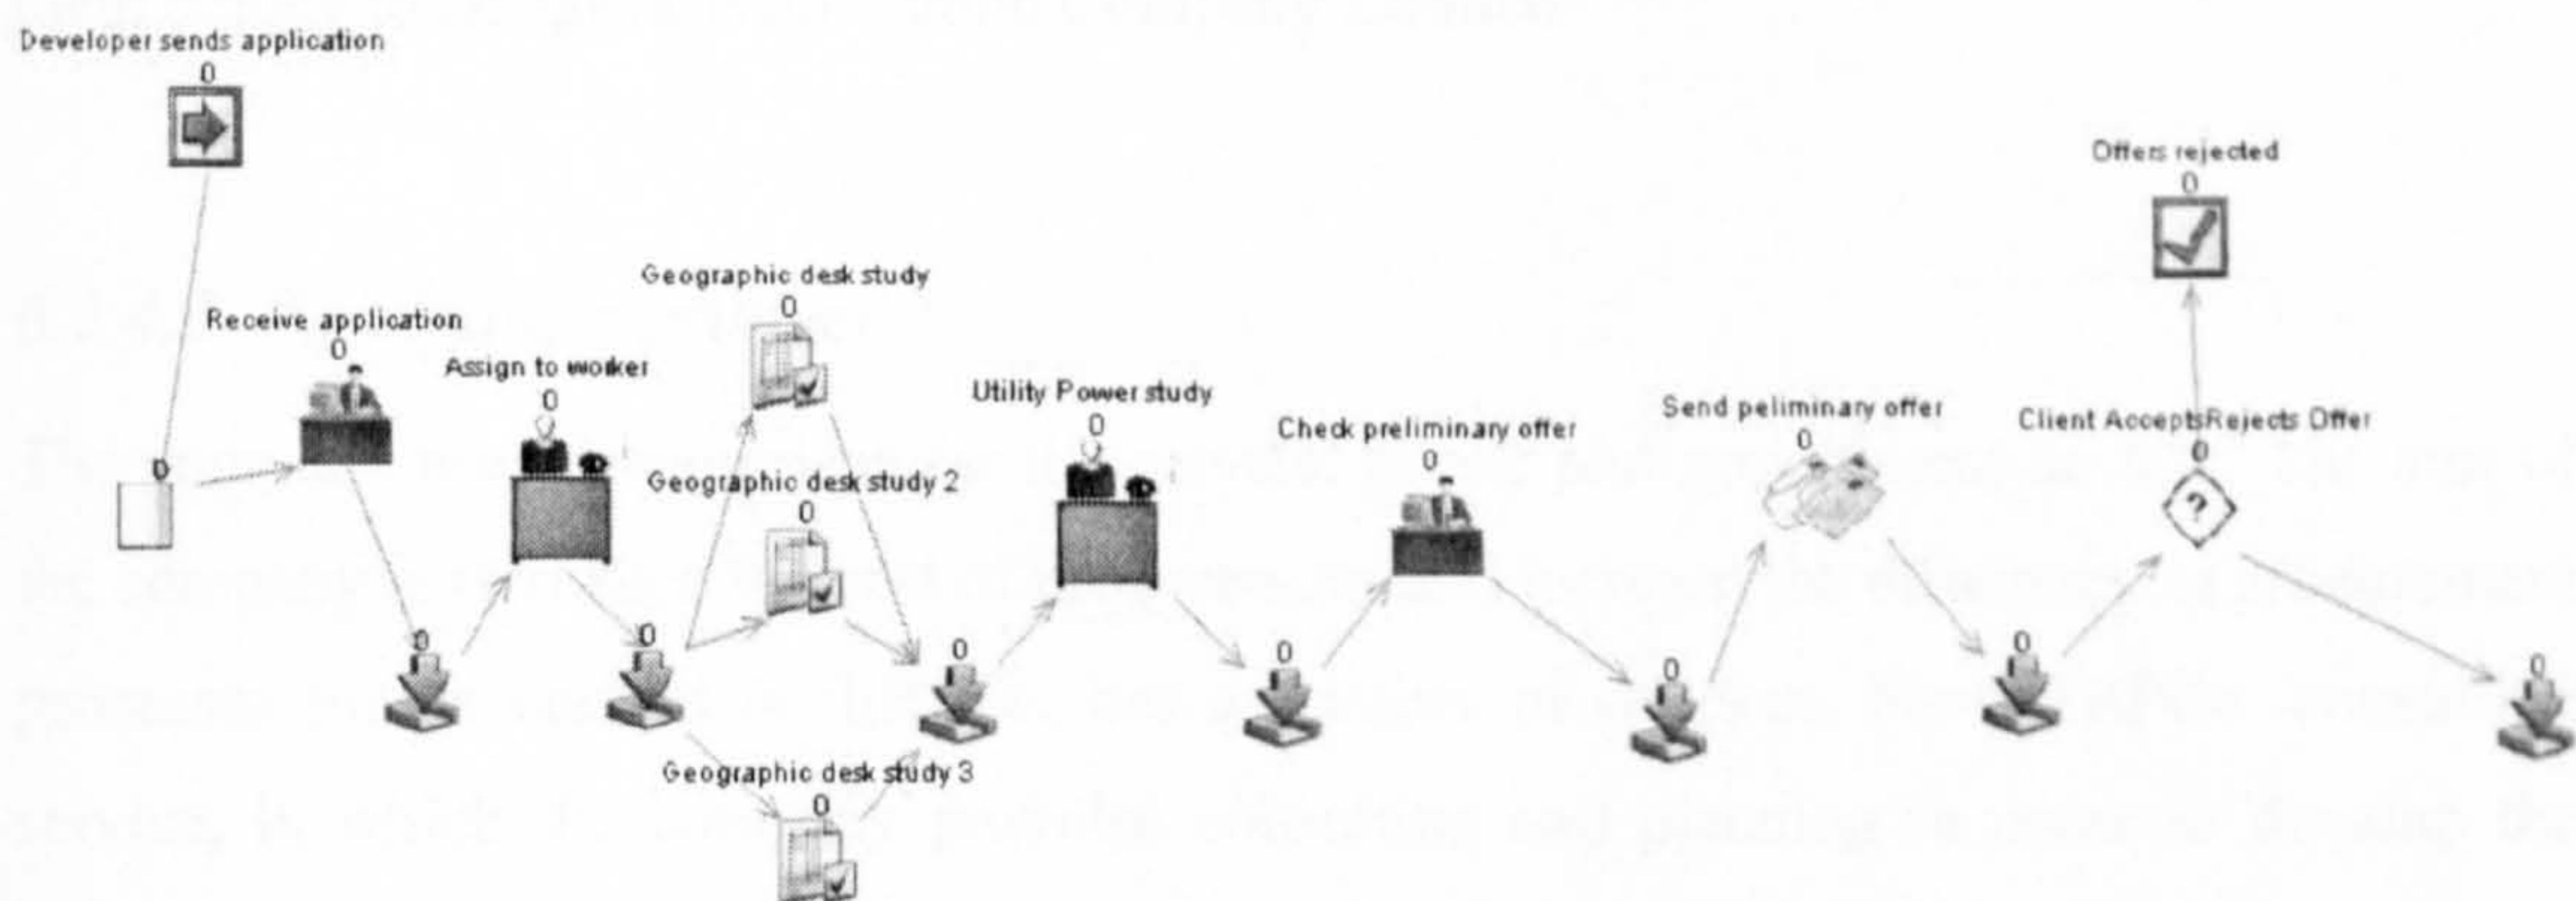 Developer sends application
0
Offers rejected
0
Geographic desk study
0
Receive application
0
Assign to worker
0
Utility Power study
0
Send peliminary offer
0
Client AcceptsRejects Offer
0
Check preliminary offer
0
0
Geographic desk study 2
0
0
0
0
0
0
0
0
Geographic desk study 3
0